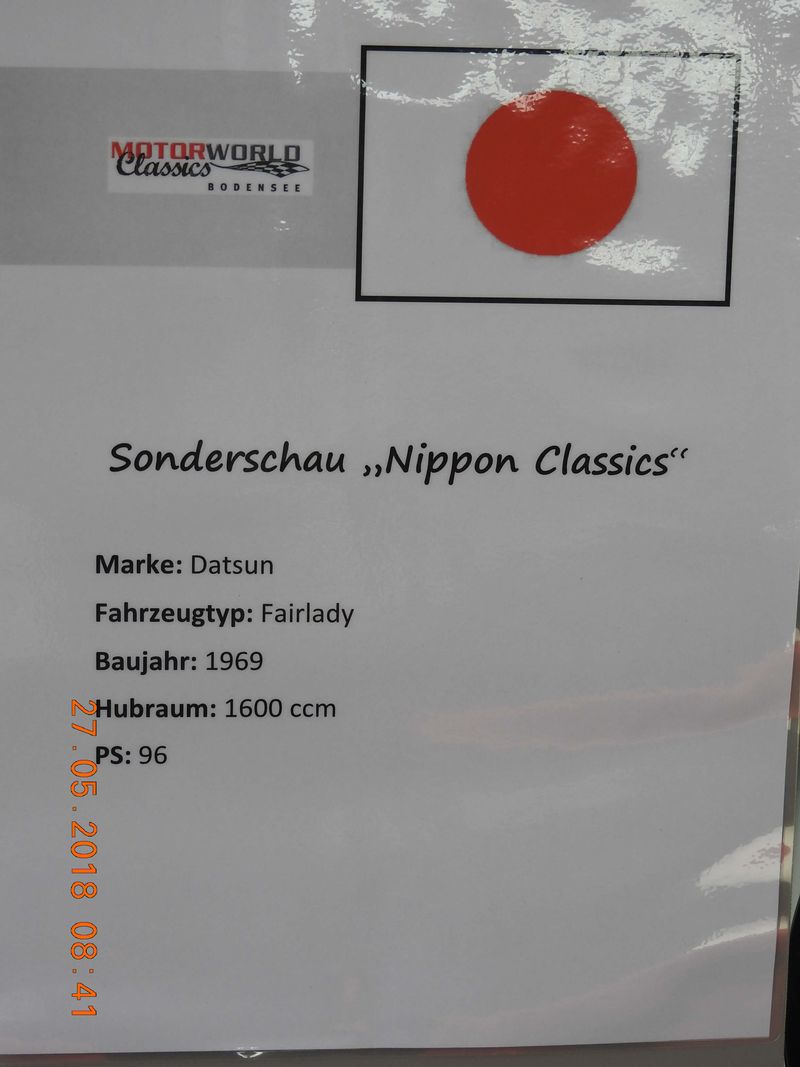 MOTORWORLD
Classics
BODENSEE
Sonderschau „Nippon Classics“
Marke: Datsun
Fahrzeugtyp: Fairlady
Baujahr: 1969
Hubraum: 1600 ccm
PS: 96
27.05.2018 08:41